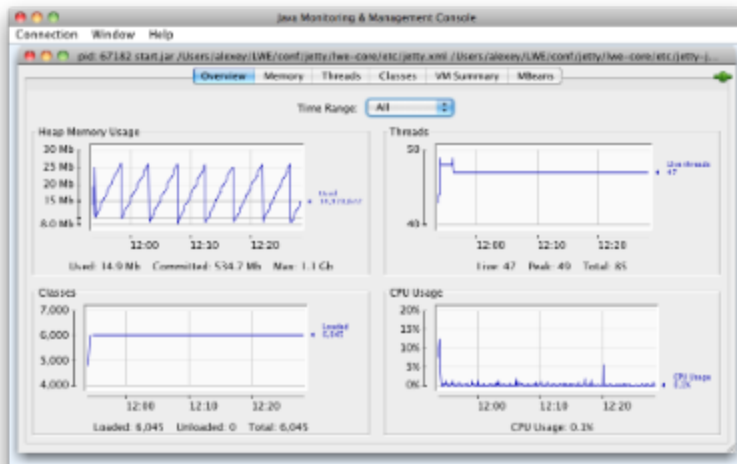 Java Monitoring & Management Console
Connection Window Help
pid: 67182 start.jar /Users/alexey/LWE/conf/jetty/lwe-core/etc/jetty.xml /Users/alexey/LWE/conf/jetty/lwe-core/etc/jetty-j...
Overview Memory Threads Classes VM Summary MBeans
Time Range: All
Heap Memory Usage
30 Mb
25 Mb
20 Mb
15 Mb
8.0 Mb
Used
12:00 12:10 12:20
Used: 14.9 Mb Committed: 534.7 Mb Max: 1.1 Gb
Threads
50
40
Live threads
47
12:00 12:10 12:20
Live: 47 Peak: 49 Total: 85
Classes
7,000
6,000
5,000
4,000
Loaded
6,045
12:00 12:10 12:20
Loaded: 6,045 Unloaded: 0 Total: 6,045
CPU Usage
20%
15%
10%
5%
0%
CPU Usage
0.1%
12:00 12:10 12:20
CPU Usage: 0.1%